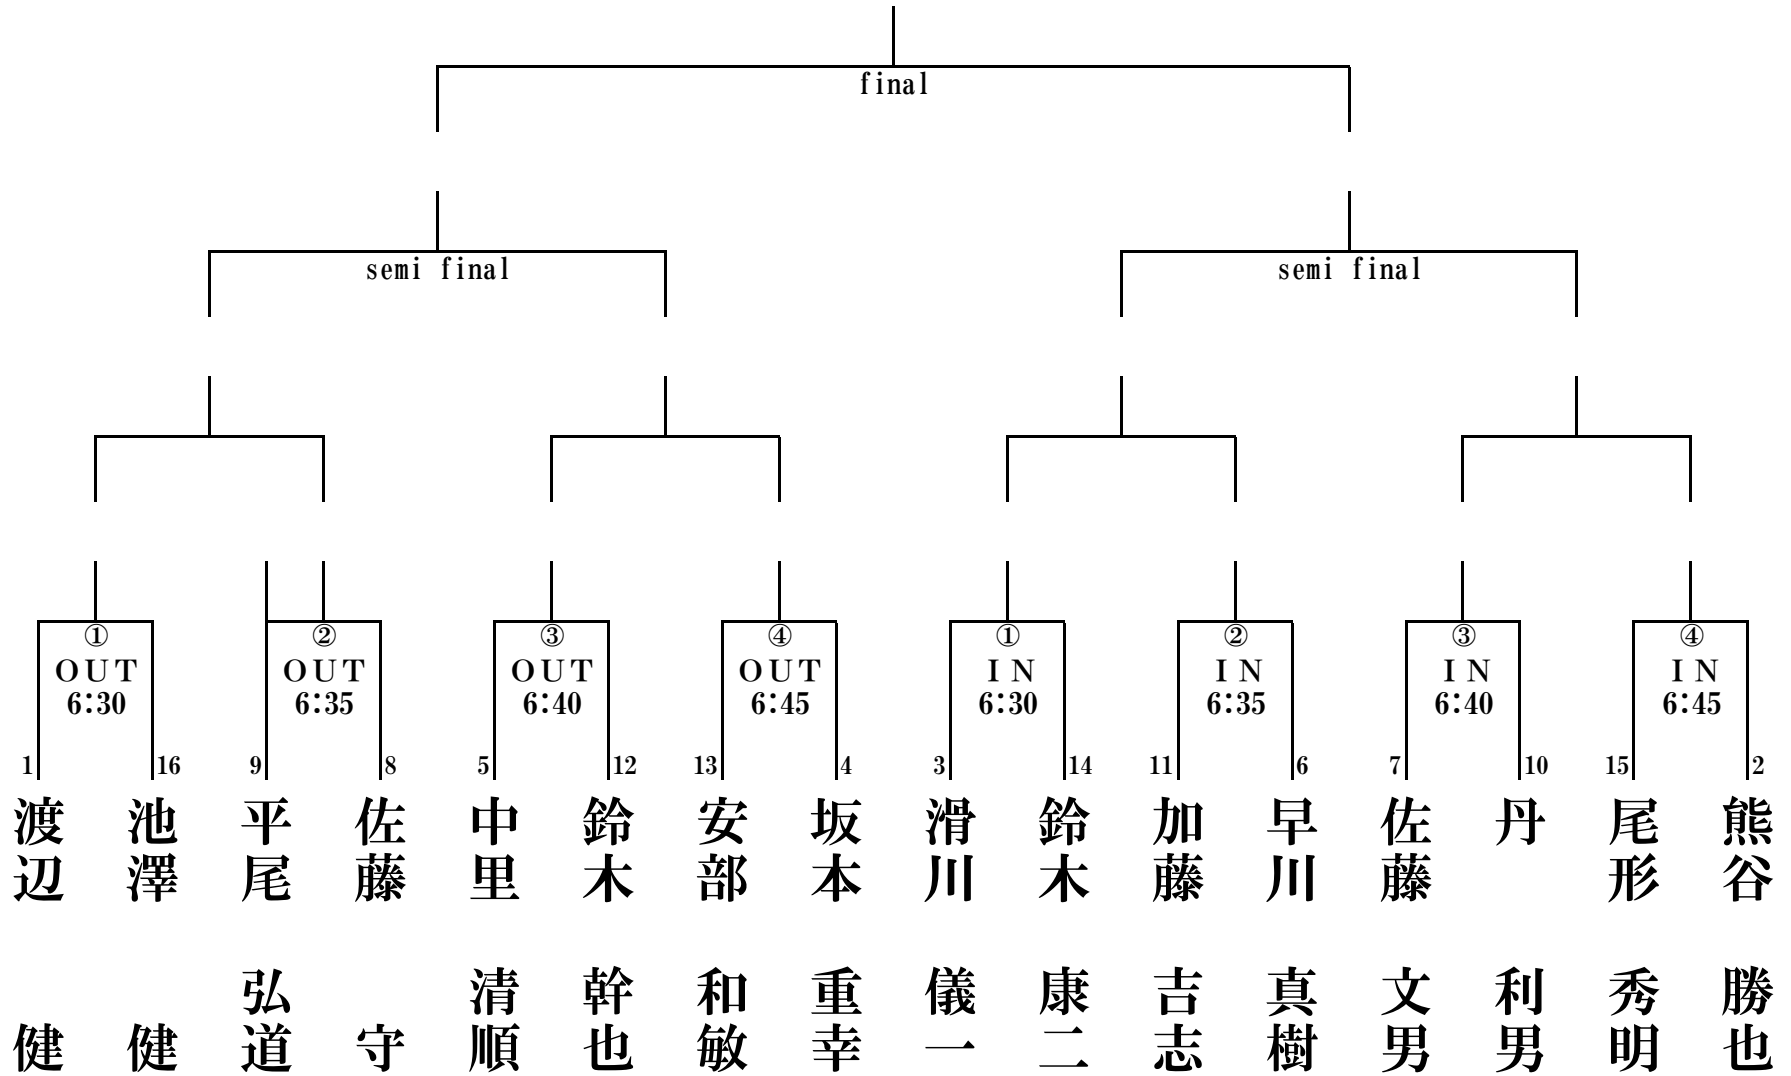 final
semi final
semi final
① ② ③ ④ ① ② ③ ④
OUT OUT OUT OUT IN IN IN IN
6:30 6:35 6:40 6:45 6:30 6:35 6:40 6:45
1 16 9 8 5 12 13 4 3 14 11 6 7 10 15 2
渡辺 健
池澤 健
平尾 弘道
佐藤 守
中里 清順
鈴木 幹也
安部 和敏
坂本 重幸
滑川 儀一
鈴木 康二
加藤 吉志
早川 真樹
佐藤 文男
丹 利男
尾形 秀明
熊谷 勝也